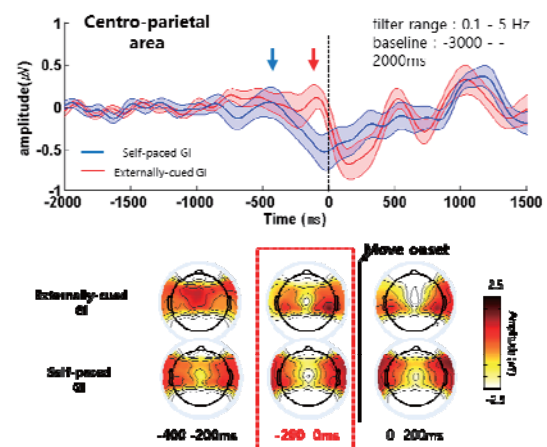 Centro-parietal
area
filter range : 0.1 - 5 Hz
baseline : -3000 - -
2000ms
amplitude(μV)
1
0.5
0
-0.5
-1
Self-paced GI
Externally-cued GI
-2000 -1500 -1000 -500 0 500 1000 1500
Time (ms)
Move onset
Externally-cued
GI
Self-paced
GI
2.5
Amplitude (μV)
-2.5
-400 -200ms
-200 0ms
0 200ms